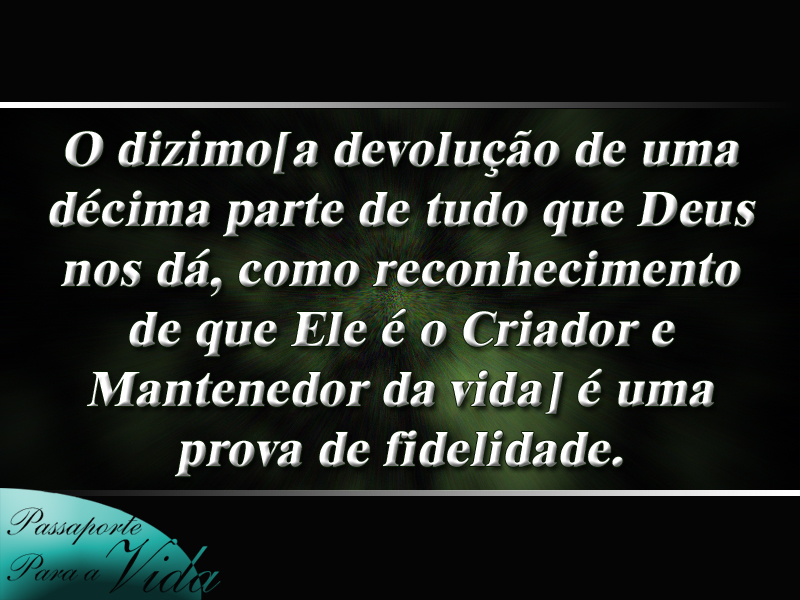 O dizimo[a devolução de uma
décima parte de tudo que Deus
nos dá, como reconhecimento
de que Ele é o Criador e
Mantenedor da vida] é uma
prova de fidelidade.
Passaporte
Para a Vida